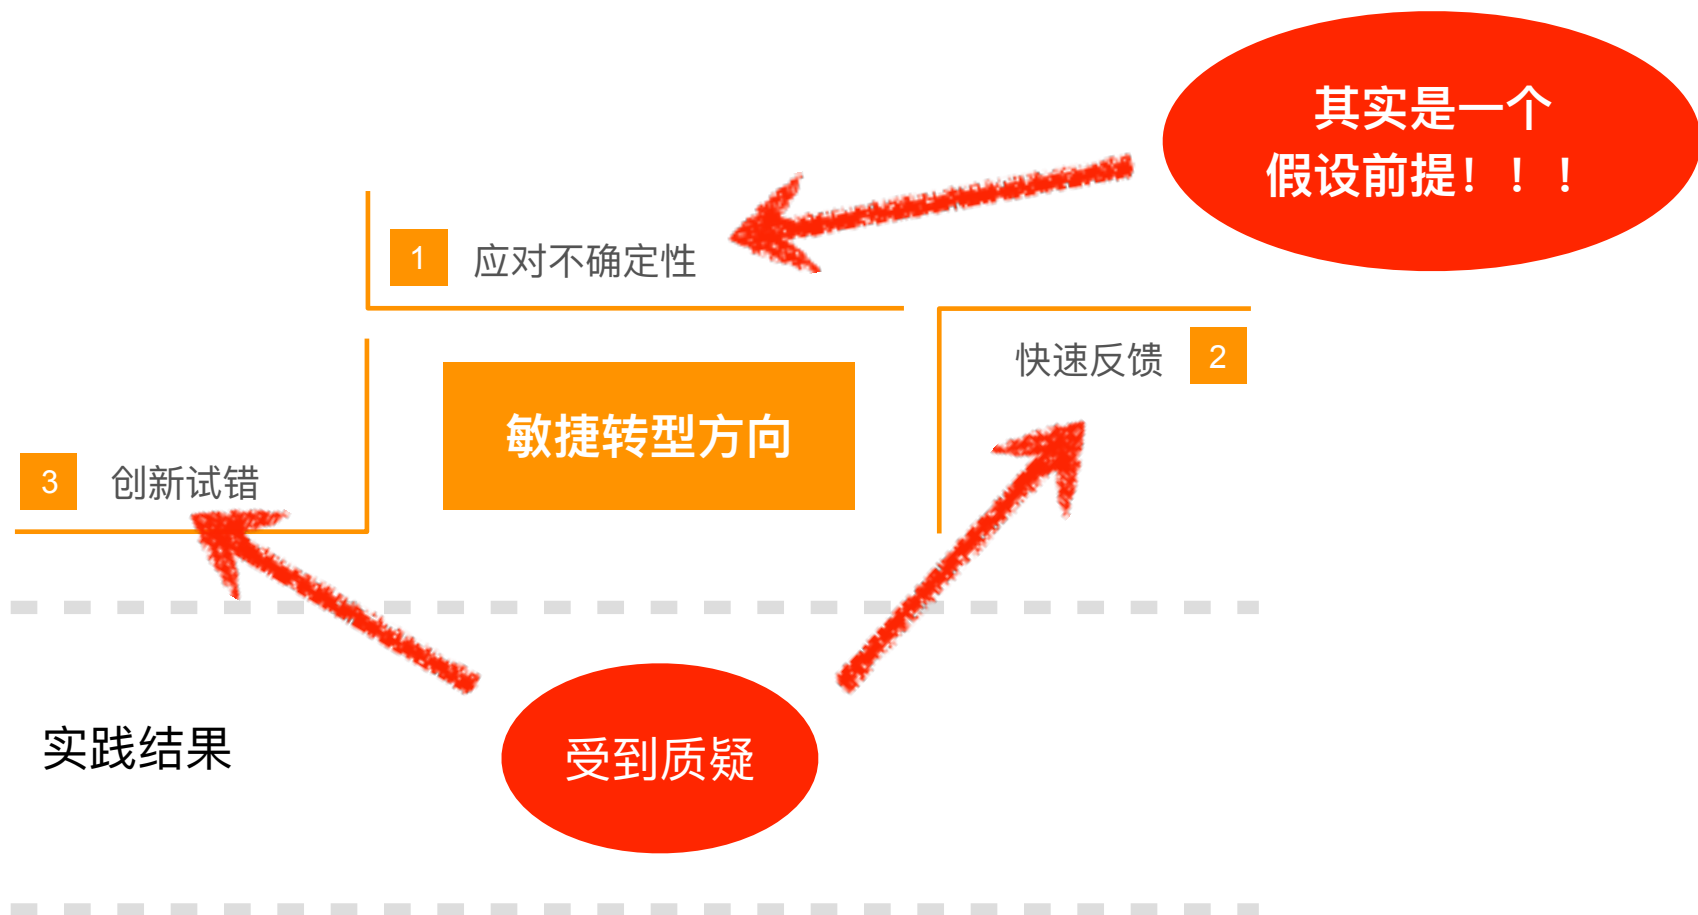 其实是一个
假设前提！！！
1 应对不确定性
快速反馈 2
敏捷转型方向
3 创新试错
实践结果
受到质疑